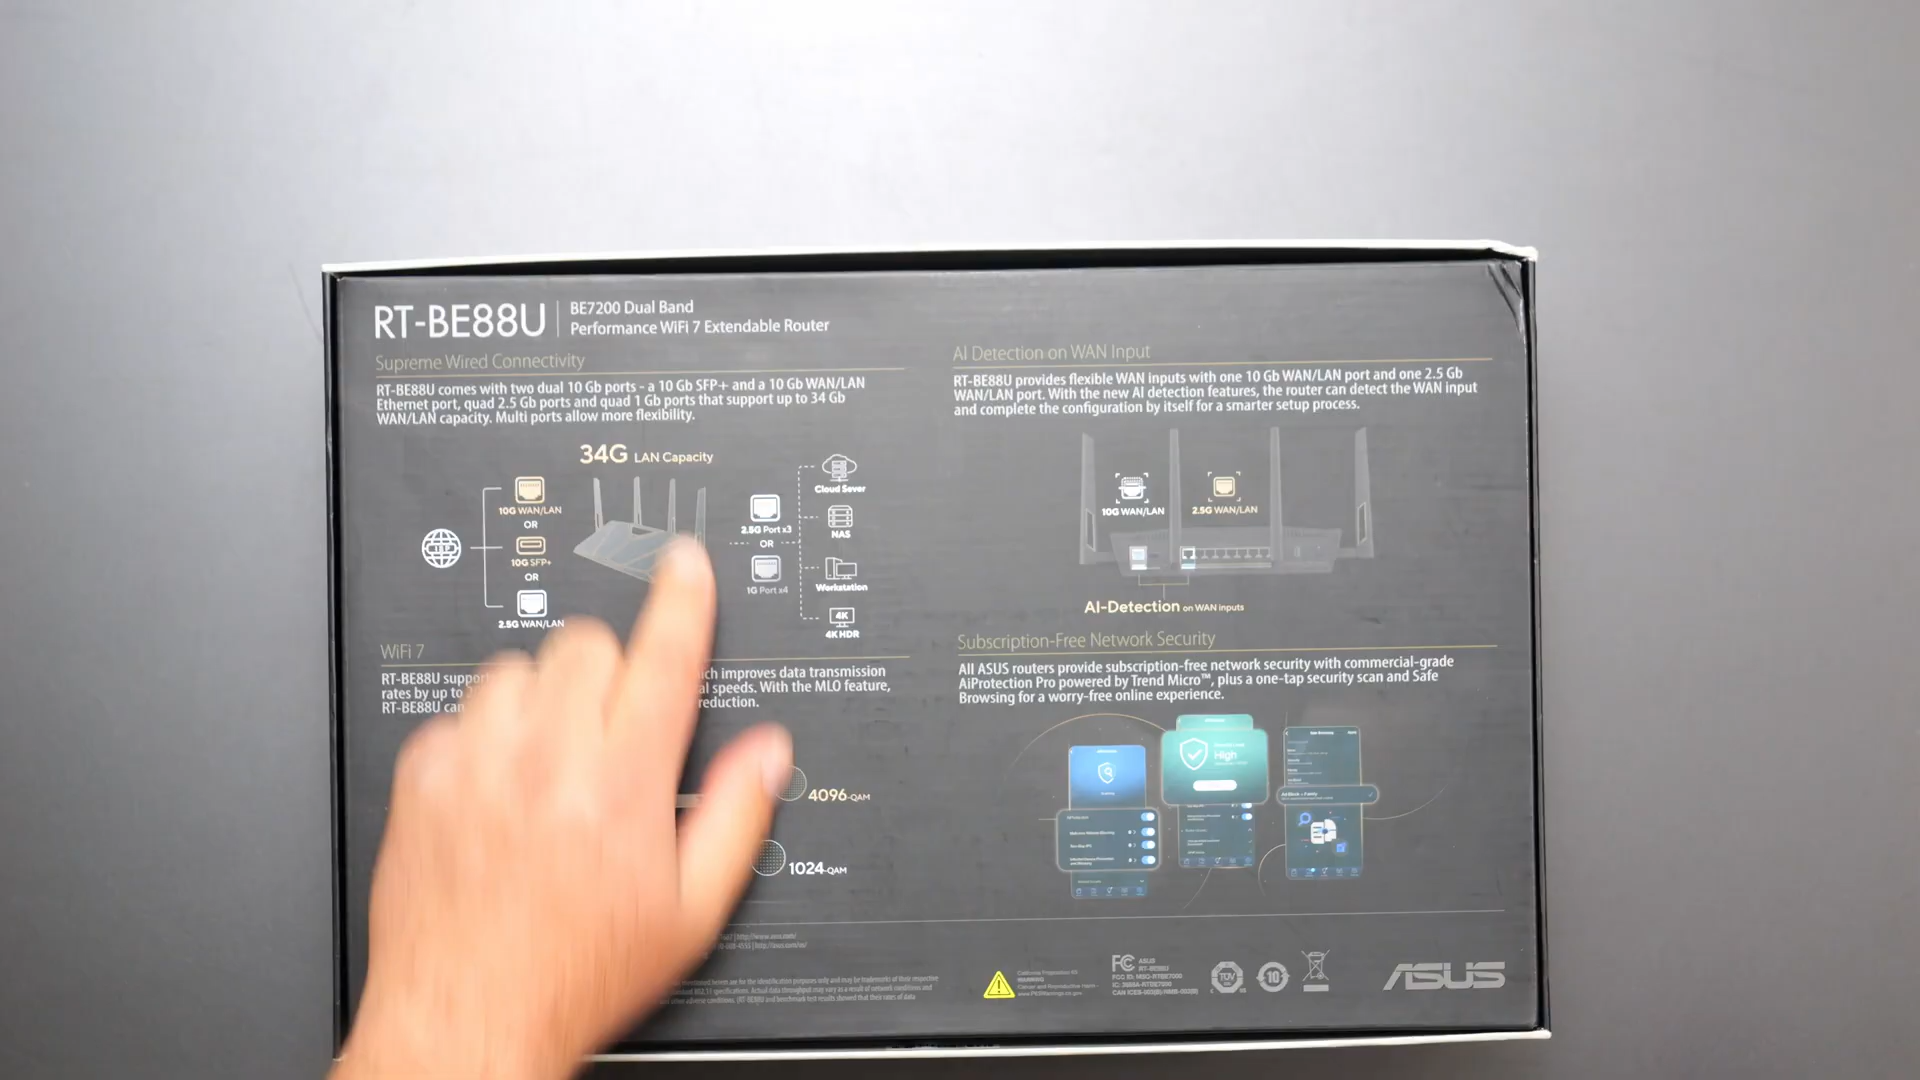 RT-BE88U
BE7200 Dual Band
Performance WiFi 7 Extendable Router
Supreme Wired Connectivity
RT-BE88U comes with two dual 10 Gb ports - a 10 Gb SFP+ and a 10 Gb WAN/LAN
Ethernet port, quad 2.5 Gb ports and quad 1 Gb ports that support up to 34 Gb
WAN/LAN capacity. Multi ports allow more flexibility.
34G LAN Capacity
ISP
10G WAN/LAN
OR
10G SFP+
OR
2.5G WAN/LAN
2.5G Port x3
OR
1G Port x4
Cloud Sever
NAS
Workstation
4K
4K HDR
WiFi 7
RT-BE88U suppor ch improves data transmission
rates by up to al speeds. With the MLO feature,
RT-BE88U can reduction.
4096-QAM
1024-QAM
AI Detection on WAN Input
RT-BE88U provides flexible WAN inputs with one 10 Gb WAN/LAN port and one 2.5 Gb
WAN/LAN port. With the new AI detection features, the router can detect the WAN input
and complete the configuration by itself for a smarter setup process.
10G WAN/LAN
2.5G WAN/LAN
AI-Detection on WAN inputs
Subscription-Free Network Security
All ASUS routers provide subscription-free network security with commercial-grade
AiProtection Pro powered by Trend Micro™, plus a one-tap security scan and Safe
Browsing for a worry-free online experience.
High
FC ASUS
RT-BE88U
TÜV
10
ASUS